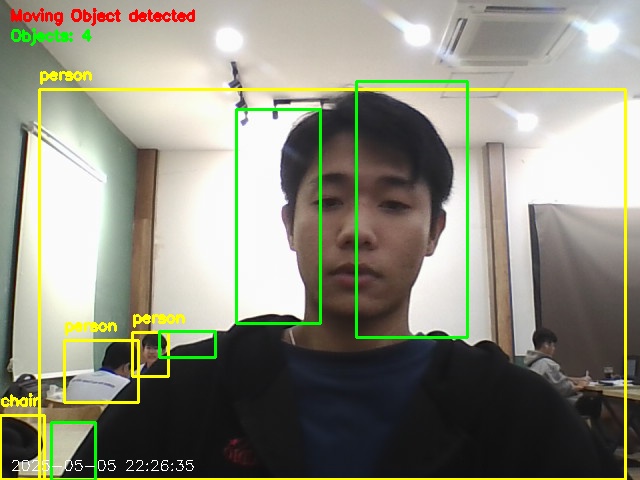 Moving Object detected
Objects: 4
person
person
person
chair
2025-05-05 22:26:35